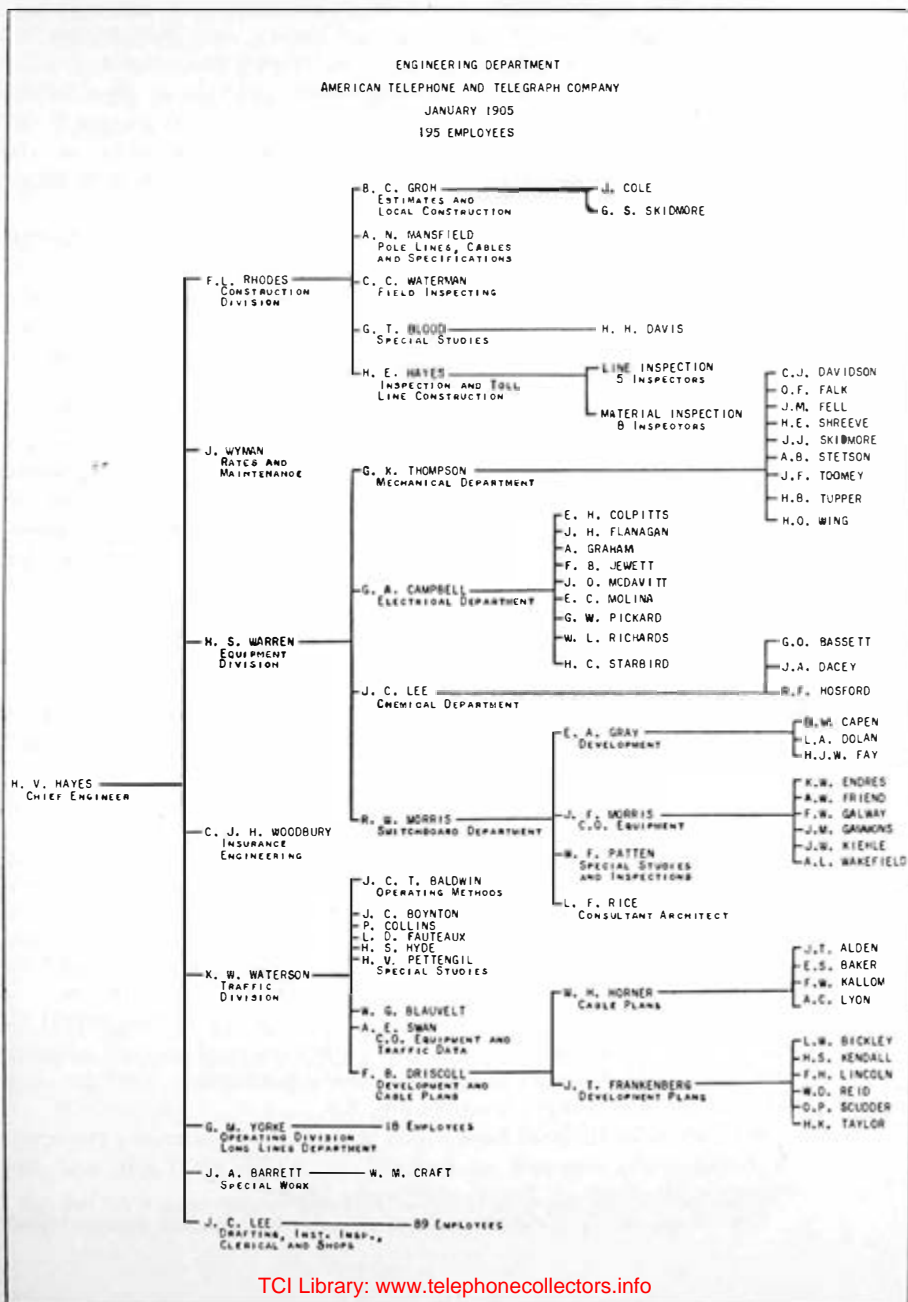 ENGINEERING DEPARTMENT
AMERICAN TELEPHONE AND TELEGRAPH COMPANY
JANUARY 1905
195 EMPLOYEES
H. V. HAYES
CHIEF ENGINEER
F.L. RHODES
CONSTRUCTION
DIVISION
B. C. GROH
ESTIMATES AND
LOCAL CONSTRUCTION
J. COLE
G. S. SKIDMORE
A. N. MANSFIELD
POLE LINES, CABLES
AND SPECIFICATIONS
C. C. WATERMAN
FIELD INSPECTING
G. T. BLOOD
SPECIAL STUDIES
H. H. DAVIS
H. E. HAYES
INSPECTION AND TOLL
LINE CONSTRUCTION
LINE INSPECTION
5 INSPECTORS
MATERIAL INSPECTION
8 INSPECTORS
J. WYMAN
RATES AND
MAINTENANCE
H. S. WARREN
EQUIPMENT
DIVISION
G. K. THOMPSON
MECHANICAL DEPARTMENT
C.J. DAVIDSON
O.F. FALK
J.M. FELL
H.E. SHREEVE
J.J. SKIDMORE
A.B. STETSON
J.F. TOOMEY
H.B. TUPPER
H.O. WING
G. A. CAMPBELL
ELECTRICAL DEPARTMENT
E. H. COLPITTS
J. H. FLANAGAN
A. GRAHAM
F. B. JEWETT
J. O. MCDAVITT
E. C. MOLINA
G. W. PICKARD
W. L. RICHARDS
H. C. STARBIRD
J. C. LEE
CHEMICAL DEPARTMENT
G.O. BASSETT
J.A. DACEY
R.F. HOSFORD
R. W. MORRIS
SWITCHBOARD DEPARTMENT
E. A. GRAY
DEVELOPMENT
B.W. CAPEN
L.A. DOLAN
H.J.W. FAY
J. F. MORRIS
C.O. EQUIPMENT
K.W. ENDRES
A.W. FRIEND
F.W. GALWAY
J.M. GAMMONS
J.W. KIEHLE
A.L. WAKEFIELD
W. F. PATTEN
SPECIAL STUDIES
AND INSPECTIONS
L. F. RICE
CONSULTANT ARCHITECT
C. J. H. WOODBURY
INSURANCE
ENGINEERING
K. W. WATERSON
TRAFFIC
DIVISION
J. C. T. BALDWIN
OPERATING METHODS
J. C. BOYNTON
P. COLLINS
L. D. FAUTEAUX
H. S. HYDE
H. V. PETTENGIL
SPECIAL STUDIES
W. G. BLAUVELT
A. E. SWAN
C.O. EQUIPMENT AND
TRAFFIC DATA
F. B. DRISCOLL
DEVELOPMENT AND
CABLE PLANS
W. H. HORNER
CABLE PLANS
J.T. ALDEN
E.S. BAKER
F.W. KALLOM
A.C. LYON
J. T. FRANKENBERG
DEVELOPMENT PLANS
L.W. BICKLEY
H.S. KENDALL
F.H. LINCOLN
W.D. REID
O.P. SCUDDER
H.K. TAYLOR
G. M. YORKE
OPERATING DIVISION
LONG LINES DEPARTMENT
18 EMPLOYEES
J. A. BARRETT
SPECIAL WORK
W. M. CRAFT
J. C. LEE
DRAFTING, INST. INSP.,
CLERICAL AND SHOPS
89 EMPLOYEES
TCI Library: www.telephonecollectors.info